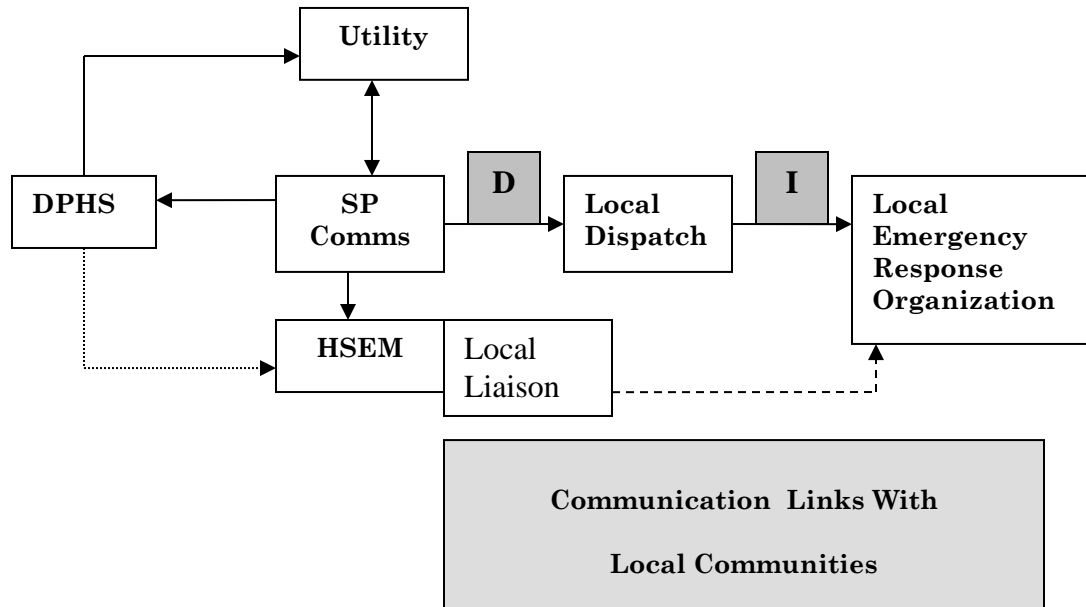 Utility
D
I
DPHS
SP
Comms
Local
Dispatch
Local
Emergency
Response
Organization
HSEM
Local
Liaison
Communication Links With
Local Communities